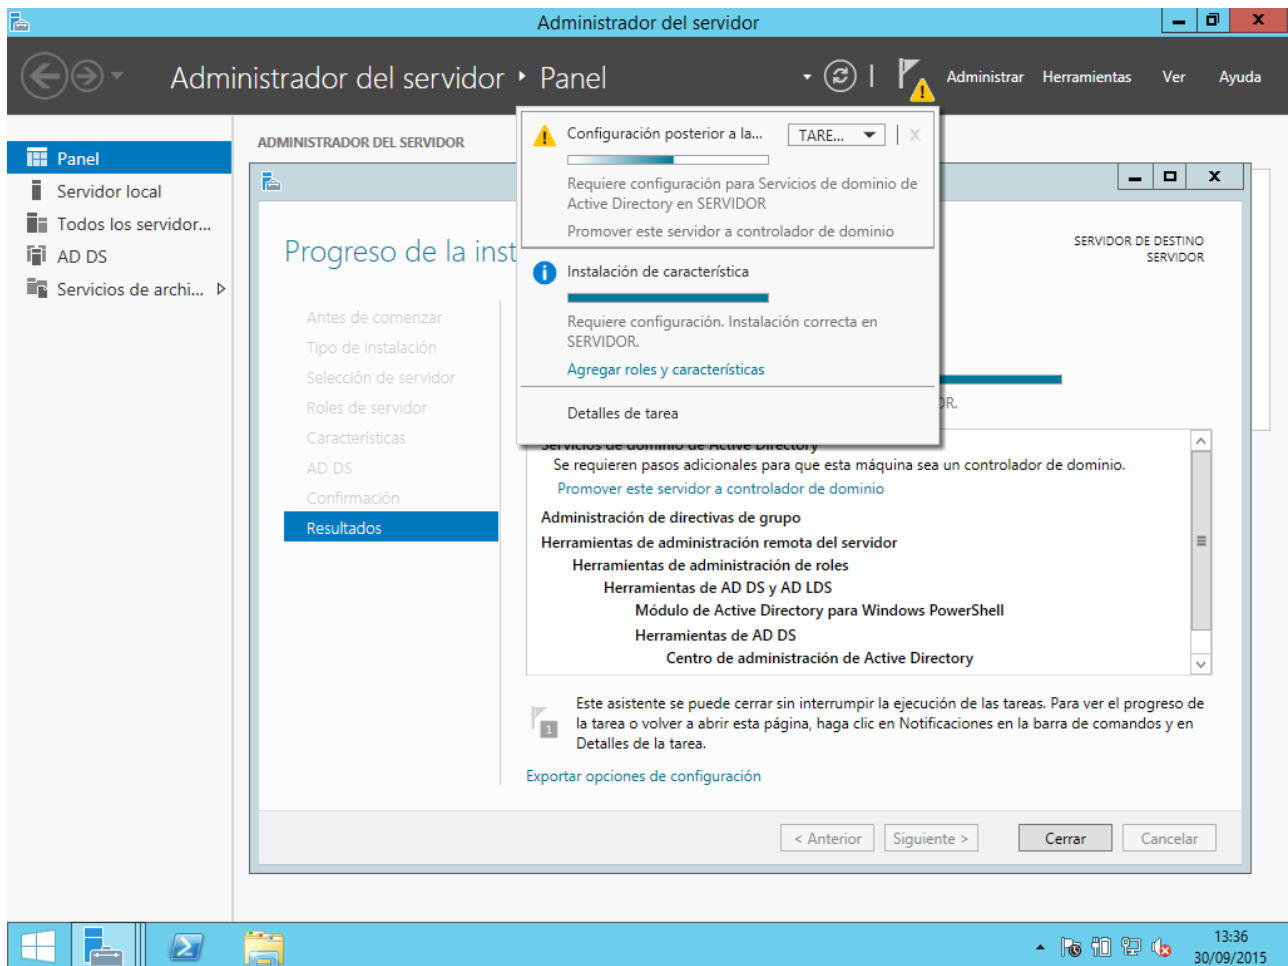 Administrador del servidor
Administrador del servidor ‣ Panel
Administrar Herramientas Ver Ayuda
Panel
Servidor local
Todos los servidor...
AD DS
Servicios de archi...
ADMINISTRADOR DEL SERVIDOR
Configuración posterior a la...
TARE...
X
Requiere configuración para Servicios de dominio de
Active Directory en SERVIDOR
Promover este servidor a controlador de dominio
Instalación de característica
Requiere configuración. Instalación correcta en
SERVIDOR.
Agregar roles y características
Detalles de tarea
Progreso de la inst
SERVIDOR DE DESTINO
SERVIDOR
Antes de comenzar
Tipo de instalación
Selección de servidor
Roles de servidor
Características
AD DS
Confirmación
Resultados
OR.
Servicios de dominio de Active Directory
Se requieren pasos adicionales para que esta máquina sea un controlador de dominio.
Promover este servidor a controlador de dominio
Administración de directivas de grupo
Herramientas de administración remota del servidor
Herramientas de administración de roles
Herramientas de AD DS y AD LDS
Módulo de Active Directory para Windows PowerShell
Herramientas de AD DS
Centro de administración de Active Directory
1
Este asistente se puede cerrar sin interrumpir la ejecución de las tareas. Para ver el progreso de
la tarea o volver a abrir esta página, haga clic en Notificaciones en la barra de comandos y en
Detalles de la tarea.
Exportar opciones de configuración
< Anterior Siguiente > Cerrar Cancelar
13:36
30/09/2015